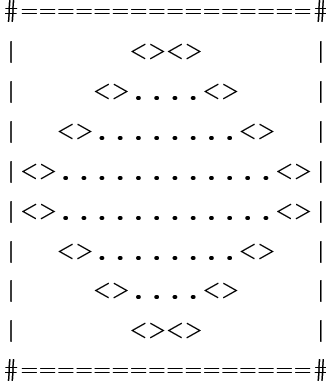 #================#
|      <><>      |
|    <>....<>    |
|  <>........<>  |
|<>............<>|
|<>............<>|
|  <>........<>  |
|    <>....<>    |
|      <><>      |
#================#